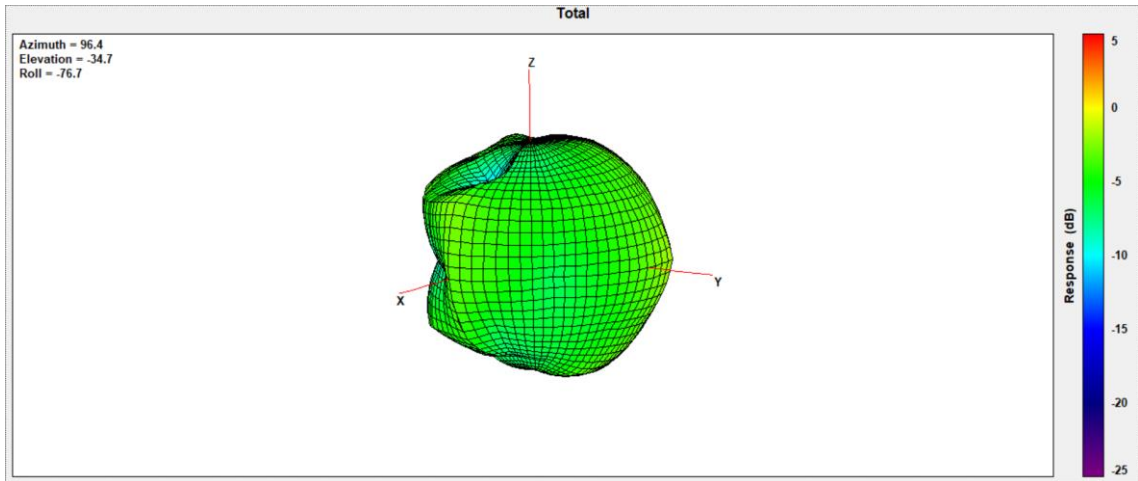 Total
Azimuth = 96.4
Elevation = -34.7
Roll = -76.7
Z
X
Y
5
0
-5
-10
-15
-20
-25
Response (dB)